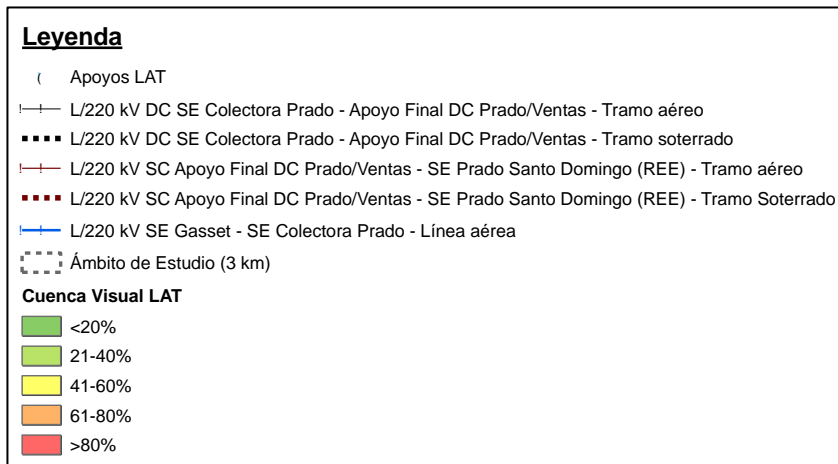 Leyenda
Apoyos LAT
L/220 kV DC SE Colectora Prado - Apoyo Final DC Prado/Ventas - Tramo aéreo
L/220 kV DC SE Colectora Prado - Apoyo Final DC Prado/Ventas - Tramo soterrado
L/220 kV SC Apoyo Final DC Prado/Ventas - SE Prado Santo Domingo (REE) - Tramo aéreo
L/220 kV SC Apoyo Final DC Prado/Ventas - SE Prado Santo Domingo (REE) - Tramo Soterrado
L/220 kV SE Gasset - SE Colectora Prado - Línea aérea
Ámbito de Estudio (3 km)
Cuenca Visual LAT
<20%
21-40%
41-60%
61-80%
>80%